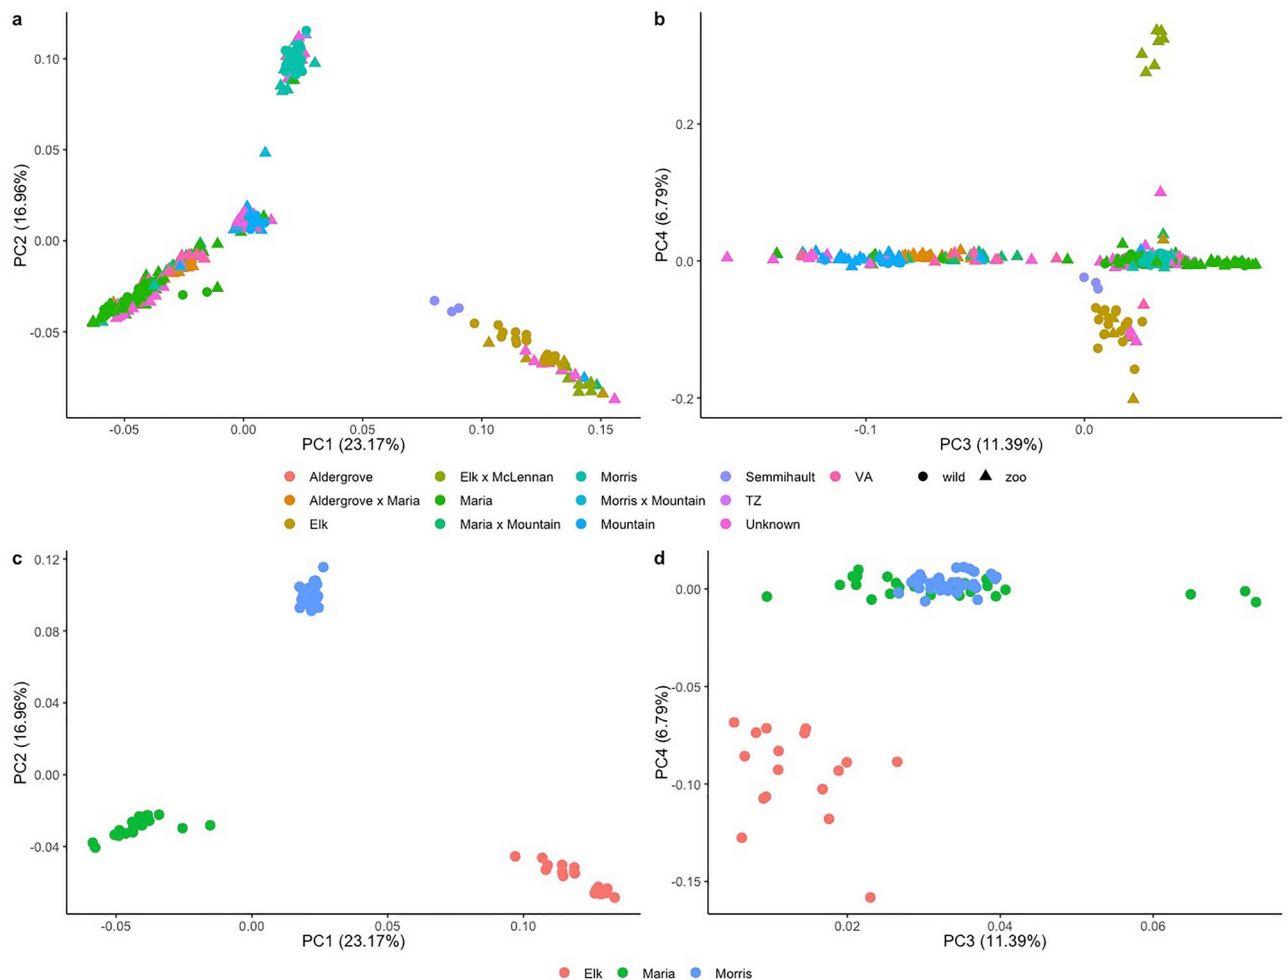 a
b
0.10
0.05
0.00
-0.05
PC2 (16.96%)
-0.05
0.00
0.05
0.10
0.15
PC1 (23.17%)
0.2
0.0
-0.2
PC4 (6.79%)
-0.1
0.0
PC3 (11.39%)
Aldergrove
Elk x McLennan
Morris
Semmihault
VA
wild
zoo
Aldergrove x Maria
Maria
Morris x Mountain
TZ
Elk
Maria x Mountain
Mountain
Unknown
c
d
0.12
0.08
0.04
0.00
-0.04
PC2 (16.96%)
-0.05
0.00
0.05
0.10
PC1 (23.17%)
0.00
-0.05
-0.10
-0.15
PC4 (6.79%)
0.02
0.04
0.06
PC3 (11.39%)
Elk
Maria
Morris